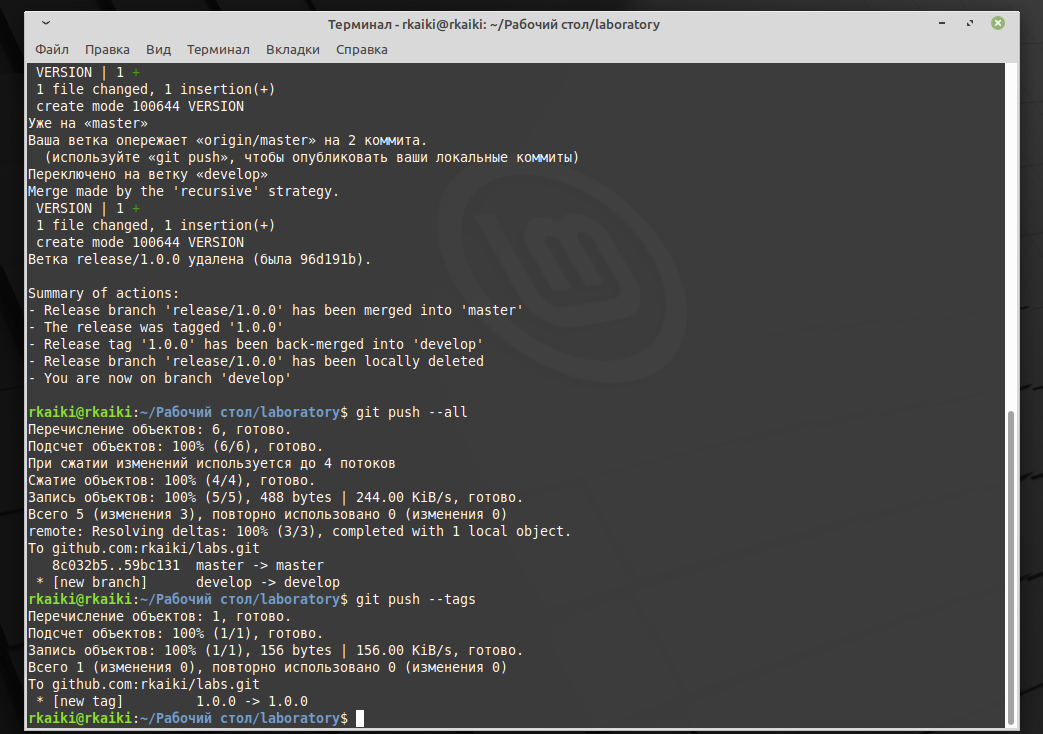 Терминал - rkaiki@rkaiki: ~/Рабочий стол/laboratory
Файл Правка Вид Терминал Вкладки Справка
VERSION | 1 +
1 file changed, 1 insertion(+)
create mode 100644 VERSION
Уже на «master»
Ваша ветка опережает «origin/master» на 2 коммита.
(используйте «git push», чтобы опубликовать ваши локальные коммиты)
Переключено на ветку «develop»
Merge made by the 'recursive' strategy.
VERSION | 1 +
1 file changed, 1 insertion(+)
create mode 100644 VERSION
Ветка release/1.0.0 удалена (была 96d191b).
Summary of actions:
- Release branch 'release/1.0.0' has been merged into 'master'
- The release was tagged '1.0.0'
- Release tag '1.0.0' has been back-merged into 'develop'
- Release branch 'release/1.0.0' has been locally deleted
- You are now on branch 'develop'
rkaiki@rkaiki:~/Рабочий стол/laboratory$ git push --all
Перечисление объектов: 6, готово.
Подсчет объектов: 100% (6/6), готово.
При сжатии изменений используется до 4 потоков
Сжатие объектов: 100% (4/4), готово.
Запись объектов: 100% (5/5), 488 bytes | 244.00 KiB/s, готово.
Всего 5 (изменения 3), повторно использовано 0 (изменения 0)
remote: Resolving deltas: 100% (3/3), completed with 1 local object.
To github.com:rkaiki/labs.git
8c032b5..59bc131  master -> master
* [new branch]      develop -> develop
rkaiki@rkaiki:~/Рабочий стол/laboratory$ git push --tags
Перечисление объектов: 1, готово.
Подсчет объектов: 100% (1/1), готово.
Запись объектов: 100% (1/1), 156 bytes | 156.00 KiB/s, готово.
Всего 1 (изменения 0), повторно использовано 0 (изменения 0)
To github.com:rkaiki/labs.git
* [new tag]         1.0.0 -> 1.0.0
rkaiki@rkaiki:~/Рабочий стол/laboratory$